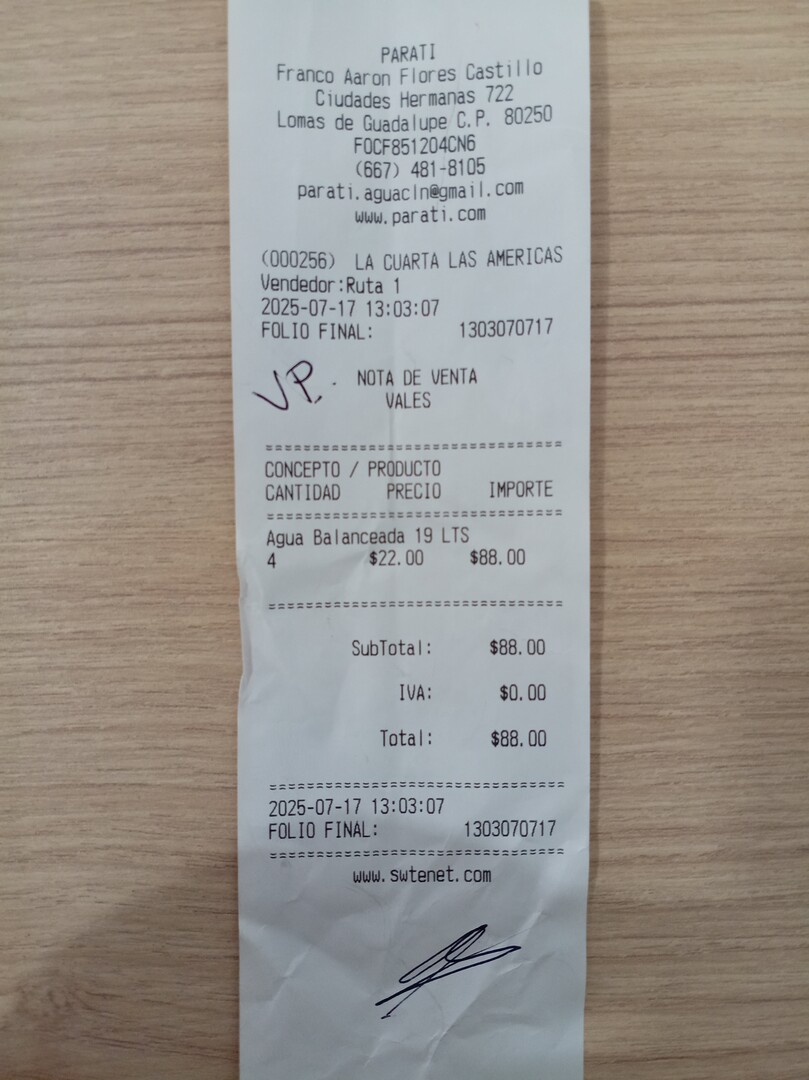 PARATI
Franco Aaron Flores Castillo
Ciudades Hermanas 722
Lomas de Guadalupe C.P. 80250
FOCF851204CN6
(667) 481-8105
parati.aguacln@gmail.com
www.parati.com
(000256) LA CUARTA LAS AMERICAS
Vendedor:Ruta 1
2025-07-17 13:03:07
FOLIO FINAL: 1303070717
VP. NOTA DE VENTA
VALES
================================
CONCEPTO / PRODUCTO
CANTIDAD PRECIO IMPORTE
================================
Agua Balanceada 19 LTS
4 $22.00 $88.00
================================
SubTotal: $88.00
IVA: $0.00
Total: $88.00
================================
2025-07-17 13:03:07
FOLIO FINAL: 1303070717
================================
www.swtenet.com